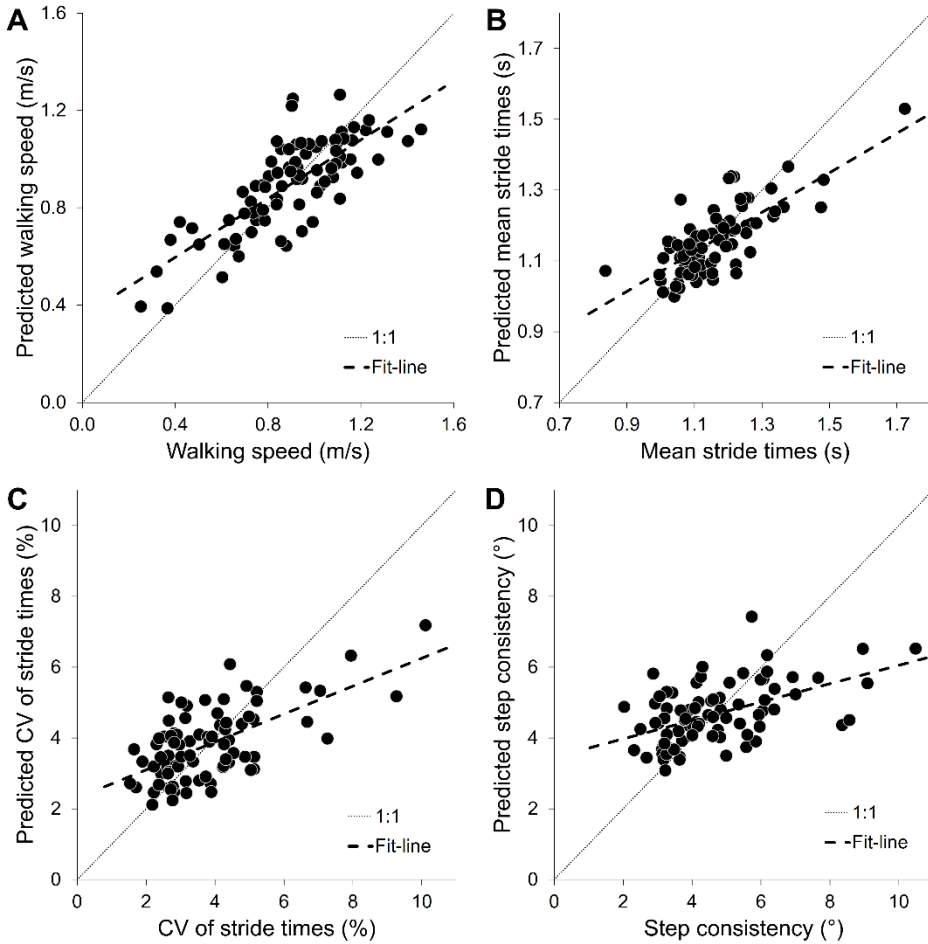 A
Predicted walking speed (m/s)
1.6
1.2
0.8
0.4
0.0
0.0 0.4 0.8 1.2 1.6
Walking speed (m/s)
1:1
Fit-line
B
Predicted mean stride times (s)
1.7
1.5
1.3
1.1
0.9
0.7
0.7 0.9 1.1 1.3 1.5 1.7
Mean stride times (s)
1:1
Fit-line
C
Predicted CV of stride times (%)
10
8
6
4
2
0
0 2 4 6 8 10
CV of stride times (%)
1:1
Fit-line
D
Predicted step consistency (°)
10
8
6
4
2
0
0 2 4 6 8 10
Step consistency (°)
1:1
Fit-line